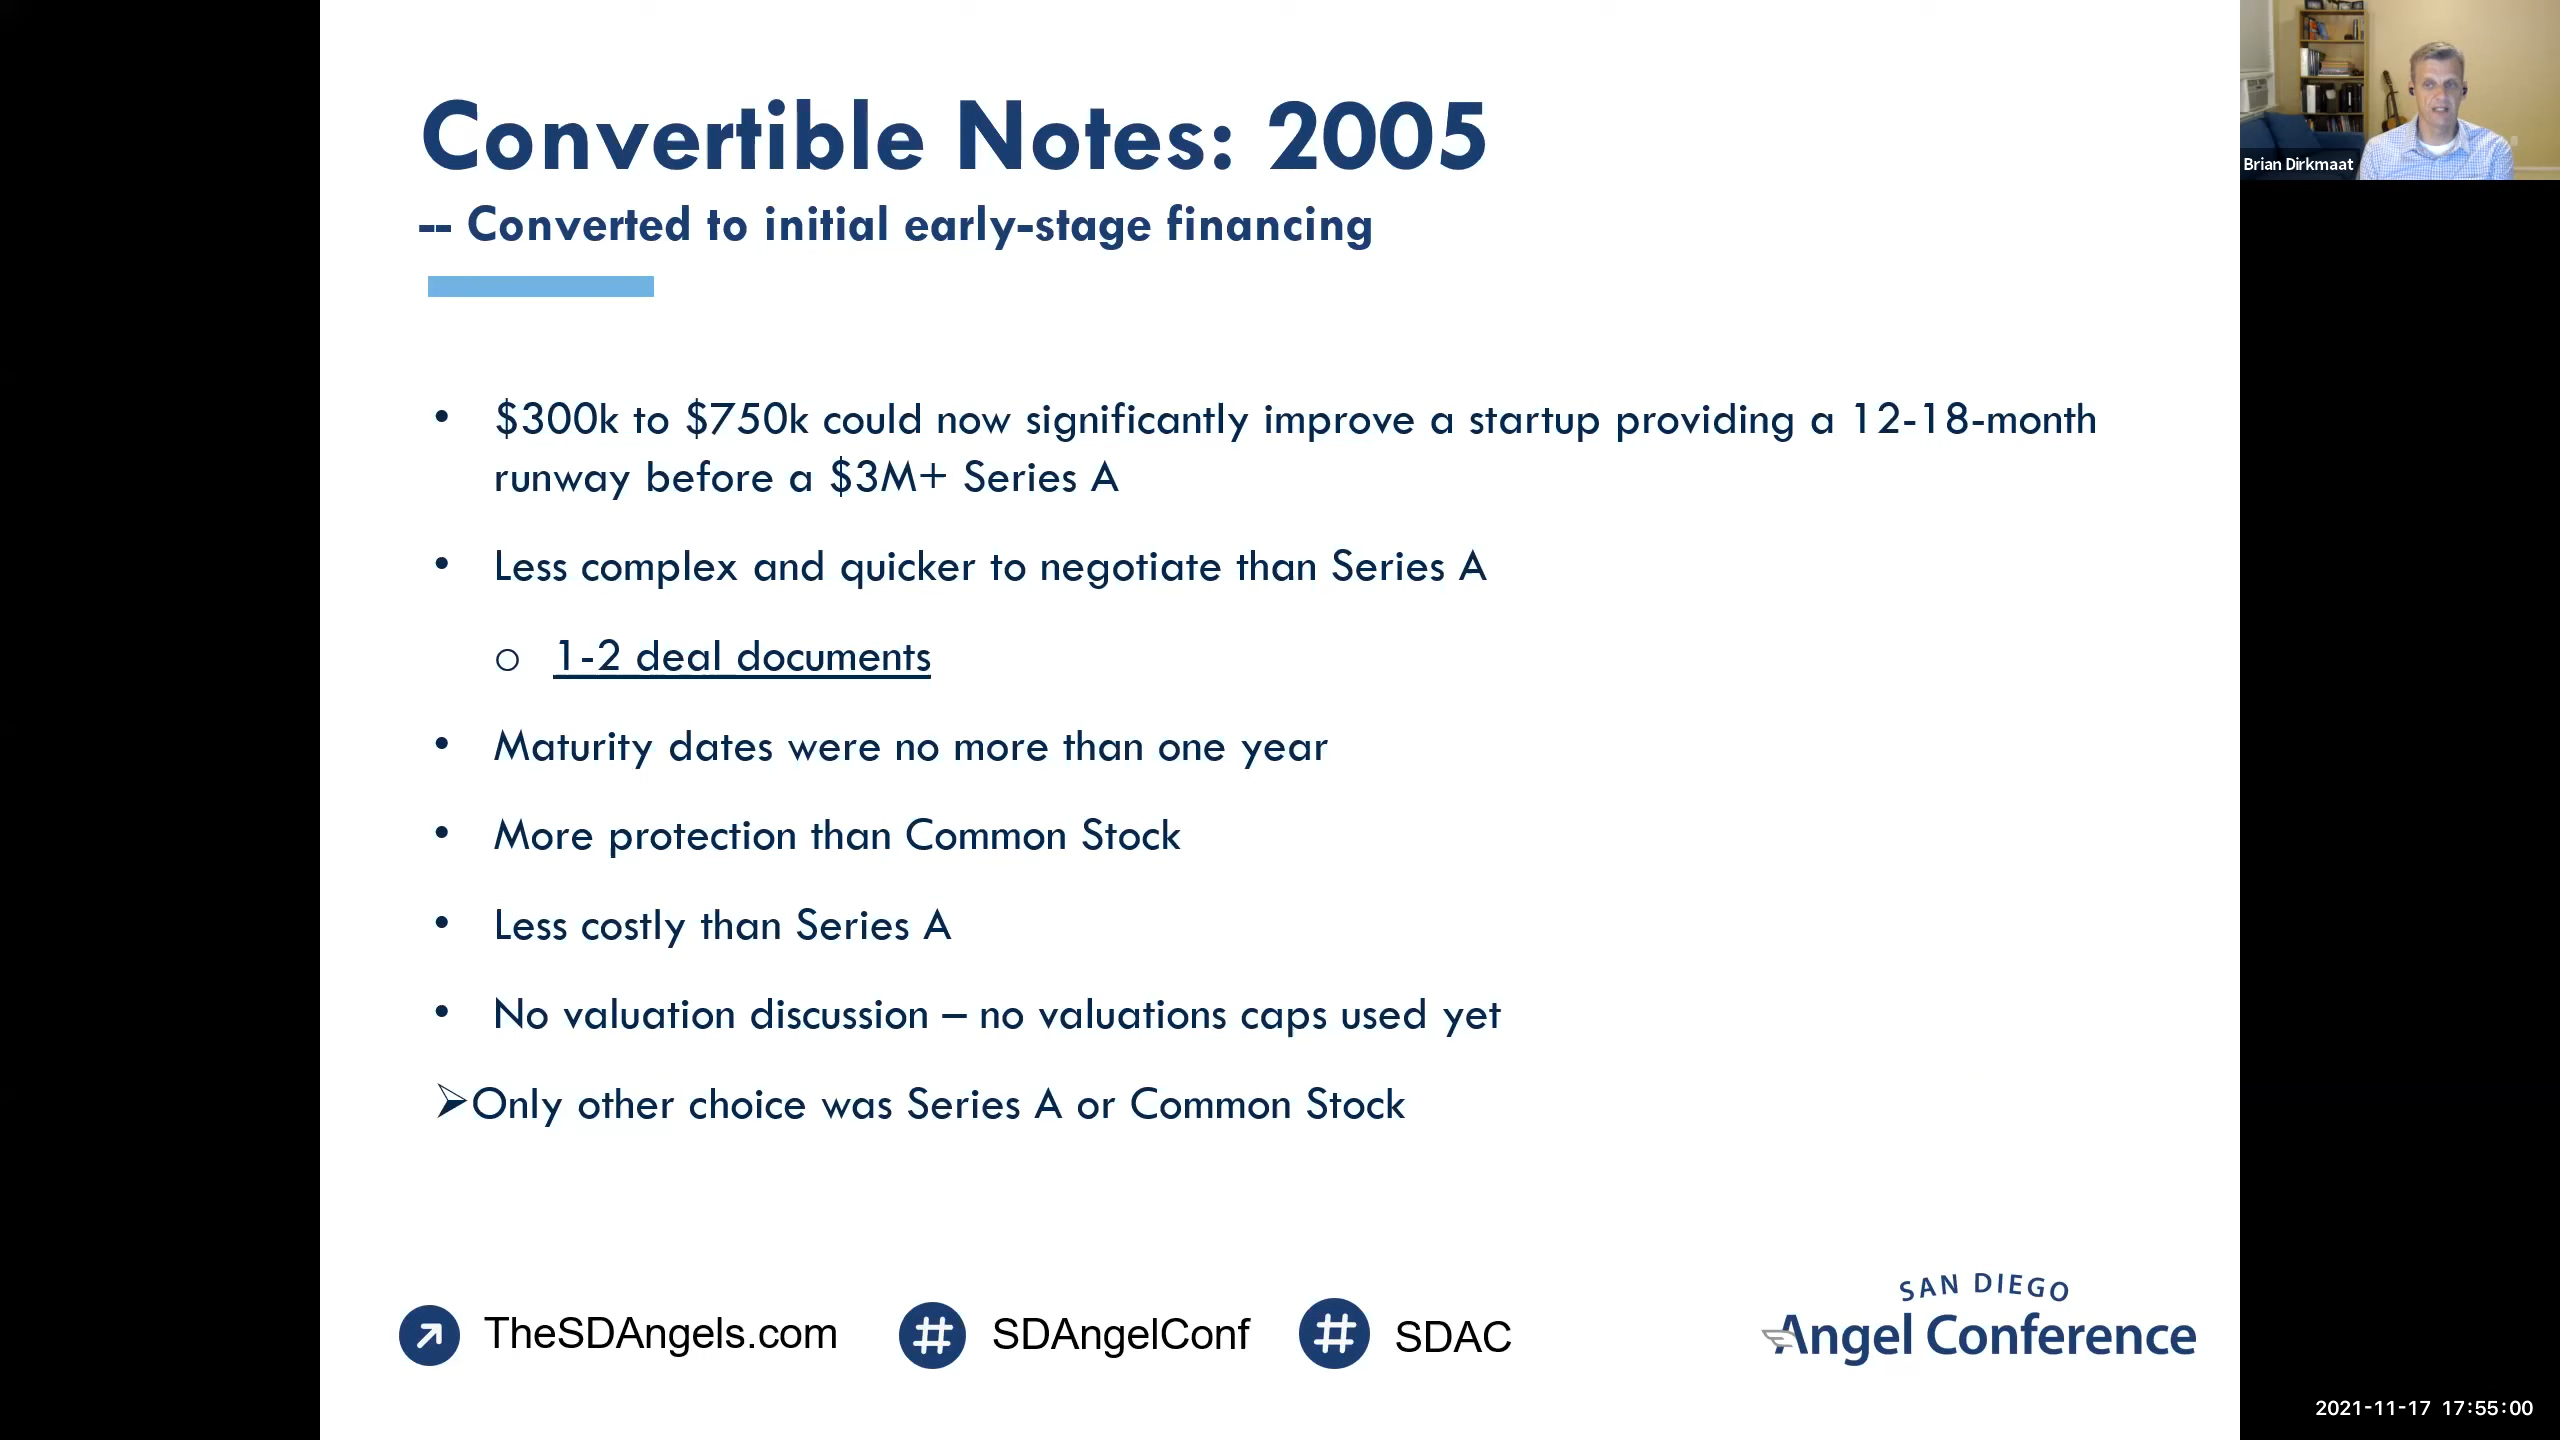 Convertible Notes: 2005
-- Converted to initial early-stage financing
Brian Dirkmaat
• $300k to $750k could now significantly improve a startup providing a 12-18-month
runway before a $3M+ Series A
• Less complex and quicker to negotiate than Series A
o 1-2 deal documents
• Maturity dates were no more than one year
• More protection than Common Stock
• Less costly than Series A
• No valuation discussion – no valuations caps used yet
➢Only other choice was Series A or Common Stock
TheSDAngels.com
# SDAngelConf
# SDAC
SAN DIEGO
Angel Conference
2021-11-17 17:55:00